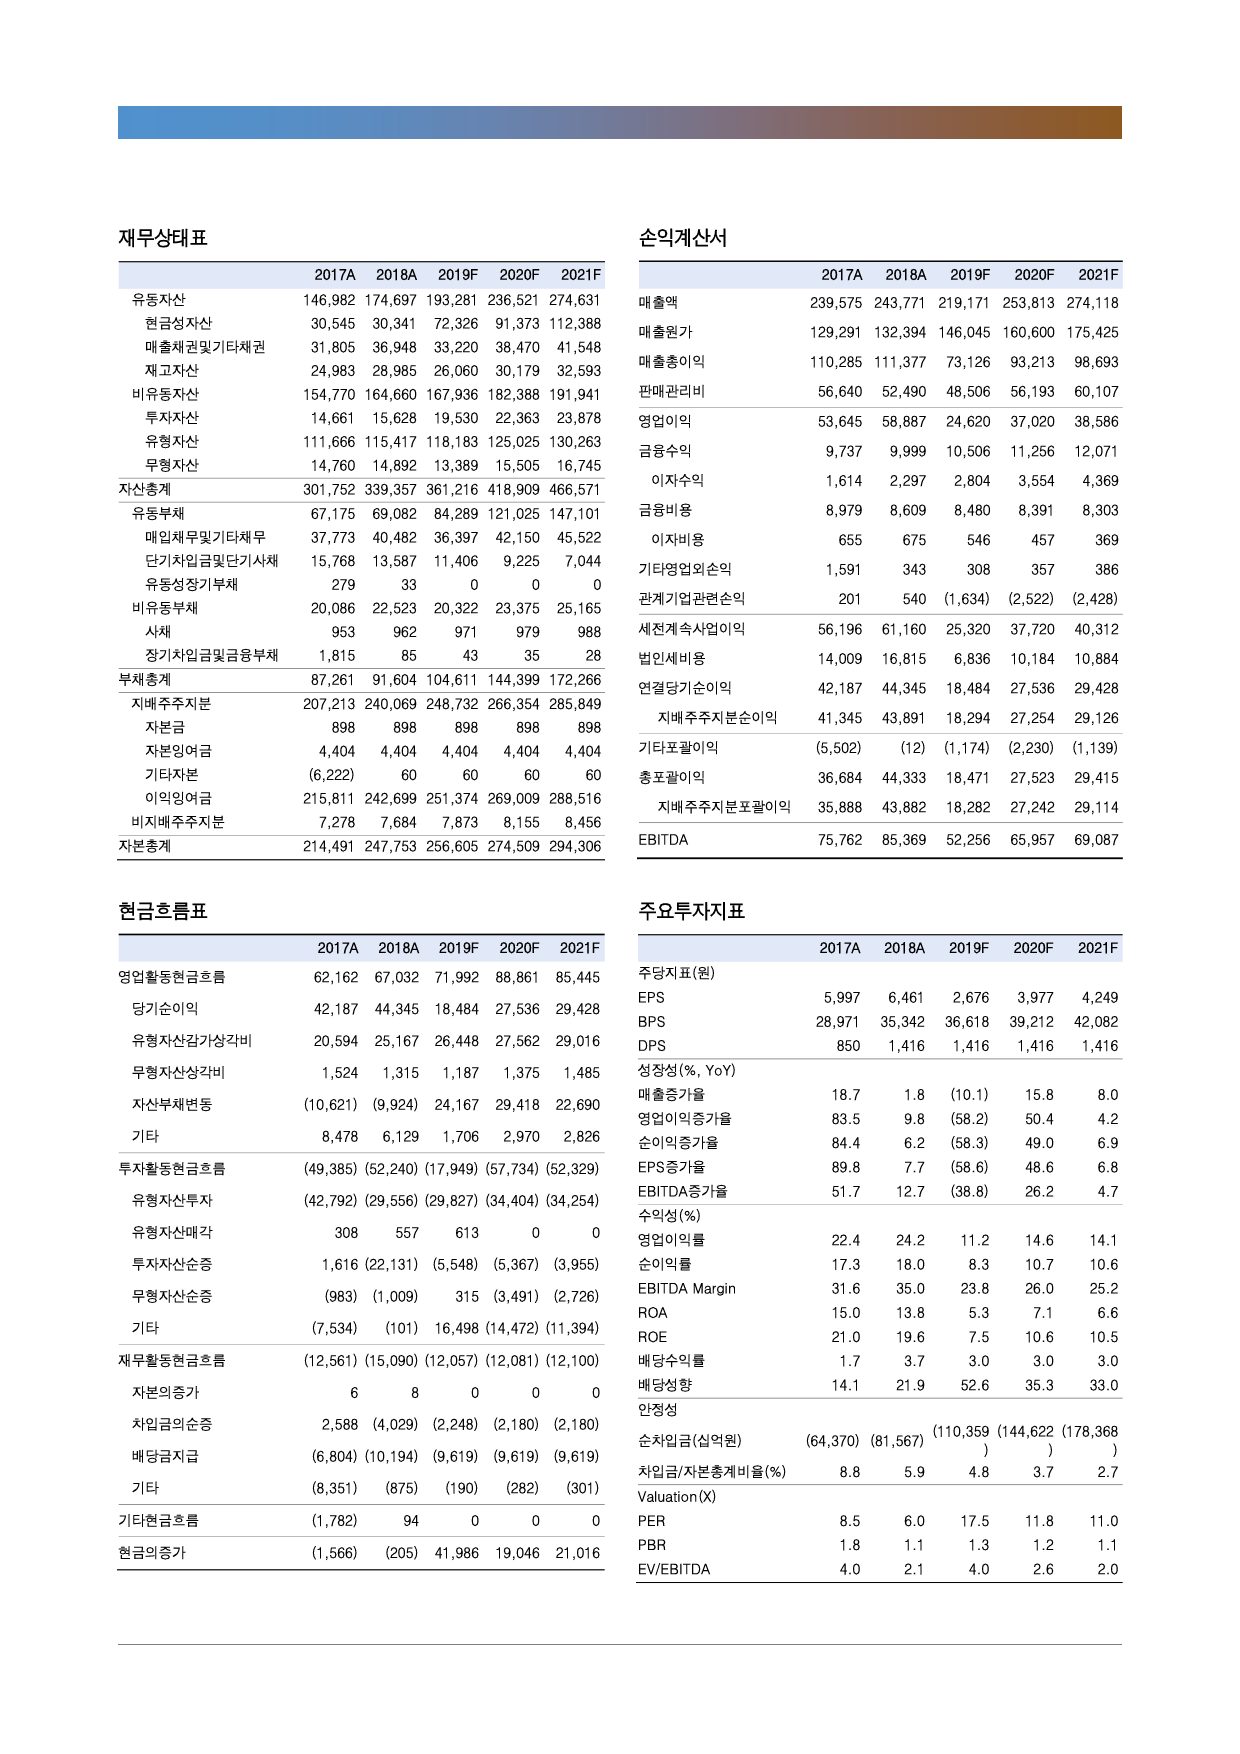 재무상태표
2017A 2018A 2019F 2020F 2021F
유동자산 146,982 174,697 193,281 236,521 274,631
현금성자산 30,545 30,341 72,326 91,373 112,388
매출채권및기타채권 31,805 36,948 33,220 38,470 41,548
재고자산 24,983 28,985 26,060 30,179 32,593
비유동자산 154,770 164,660 167,936 182,388 191,941
투자자산 14,661 15,628 19,530 22,363 23,878
유형자산 111,666 115,417 118,183 125,025 130,263
무형자산 14,760 14,892 13,389 15,505 16,745
자산총계 301,752 339,357 361,216 418,909 466,571
유동부채 67,175 69,082 84,289 121,025 147,101
매입채무및기타채무 37,773 40,482 36,397 42,150 45,522
단기차입금및단기사채 15,768 13,587 11,406 9,225 7,044
유동성장기부채 279 33 0 0 0
비유동부채 20,086 22,523 20,322 23,375 25,165
사채 953 962 971 979 988
장기차입금및금융부채 1,815 85 43 35 28
부채총계 87,261 91,604 104,611 144,399 172,266
지배주주지분 207,213 240,069 248,732 266,354 285,849
자본금 898 898 898 898 898
자본잉여금 4,404 4,404 4,404 4,404 4,404
기타자본 (6,222) 60 60 60 60
이익잉여금 215,811 242,699 251,374 269,009 288,516
비지배주주지분 7,278 7,684 7,873 8,155 8,456
자본총계 214,491 247,753 256,605 274,509 294,306
손익계산서
2017A 2018A 2019F 2020F 2021F
매출액 239,575 243,771 219,171 253,813 274,118
매출원가 129,291 132,394 146,045 160,600 175,425
매출총이익 110,285 111,377 73,126 93,213 98,693
판매관리비 56,640 52,490 48,506 56,193 60,107
영업이익 53,645 58,887 24,620 37,020 38,586
금융수익 9,737 9,999 10,506 11,256 12,071
이자수익 1,614 2,297 2,804 3,554 4,369
금융비용 8,979 8,609 8,480 8,391 8,303
이자비용 655 675 546 457 369
기타영업외손익 1,591 343 308 357 386
관계기업관련손익 201 540 (1,634) (2,522) (2,428)
세전계속사업이익 56,196 61,160 25,320 37,720 40,312
법인세비용 14,009 16,815 6,836 10,184 10,884
연결당기순이익 42,187 44,345 18,484 27,536 29,428
지배주주지분순이익 41,345 43,891 18,294 27,254 29,126
기타포괄이익 (5,502) (12) (1,174) (2,230) (1,139)
총포괄이익 36,684 44,333 18,471 27,523 29,415
지배주주지분포괄이익 35,888 43,882 18,282 27,242 29,114
EBITDA 75,762 85,369 52,256 65,957 69,087
현금흐름표
2017A 2018A 2019F 2020F 2021F
영업활동현금흐름 62,162 67,032 71,992 88,861 85,445
당기순이익 42,187 44,345 18,484 27,536 29,428
유형자산감가상각비 20,594 25,167 26,448 27,562 29,016
무형자산상각비 1,524 1,315 1,187 1,375 1,485
자산부채변동 (10,621) (9,924) 24,167 29,418 22,690
기타 8,478 6,129 1,706 2,970 2,826
투자활동현금흐름 (49,385) (52,240) (17,949) (57,734) (52,329)
유형자산투자 (42,792) (29,556) (29,827) (34,404) (34,254)
유형자산매각 308 557 613 0 0
투자자산순증 1,616 (22,131) (5,548) (5,367) (3,955)
무형자산순증 (983) (1,009) 315 (3,491) (2,726)
기타 (7,534) (101) 16,498 (14,472) (11,394)
재무활동현금흐름 (12,561) (15,090) (12,057) (12,081) (12,100)
자본의증가 6 8 0 0 0
차입금의순증 2,588 (4,029) (2,248) (2,180) (2,180)
배당금지급 (6,804) (10,194) (9,619) (9,619) (9,619)
기타 (8,351) (875) (190) (282) (301)
기타현금흐름 (1,782) 94 0 0 0
현금의증가 (1,566) (205) 41,986 19,046 21,016
주요투자지표
2017A 2018A 2019F 2020F 2021F
주당지표(원)
EPS 5,997 6,461 2,676 3,977 4,249
BPS 28,971 35,342 36,618 39,212 42,082
DPS 850 1,416 1,416 1,416 1,416
성장성(%, YoY)
매출증가율 18.7 1.8 (10.1) 15.8 8.0
영업이익증가율 83.5 9.8 (58.2) 50.4 4.2
순이익증가율 84.4 6.2 (58.3) 49.0 6.9
EPS증가율 89.8 7.7 (58.6) 48.6 6.8
EBITDA증가율 51.7 12.7 (38.8) 26.2 4.7
수익성(%)
영업이익률 22.4 24.2 11.2 14.6 14.1
순이익률 17.3 18.0 8.3 10.7 10.6
EBITDA Margin 31.6 35.0 23.8 26.0 25.2
ROA 15.0 13.8 5.3 7.1 6.6
ROE 21.0 19.6 7.5 10.6 10.5
배당수익률 1.7 3.7 3.0 3.0 3.0
배당성향 14.1 21.9 52.6 35.3 33.0
안정성
순차입금(십억원) (64,370) (81,567) (110,359) (144,622) (178,368)
차입금/자본총계비율(%) 8.8 5.9 4.8 3.7 2.7
Valuation(X)
PER 8.5 6.0 17.5 11.8 11.0
PBR 1.8 1.1 1.3 1.2 1.1
EV/EBITDA 4.0 2.1 4.0 2.6 2.0